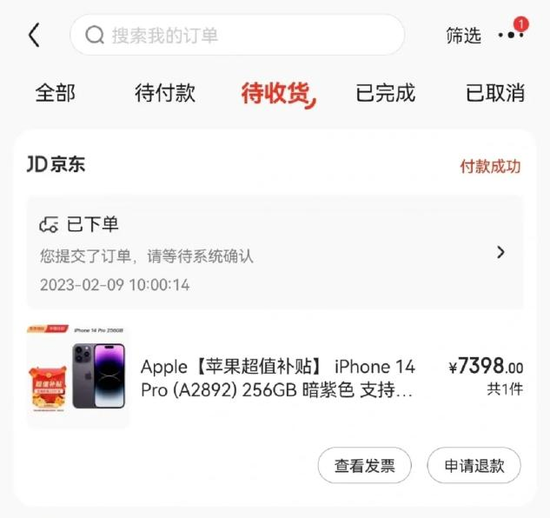 搜索我的订单
筛选
1
全部 待付款 待收货 已完成 已取消
JD京东
付款成功
已下单
您提交了订单，请等待系统确认
2023-02-09 10:00:14
iPhone 14 Pro 256GB
超值补贴
Apple【苹果超值补贴】 iPhone 14
Pro (A2892) 256GB 暗紫色 支持...
¥7398.00
共1件
查看发票
申请退款